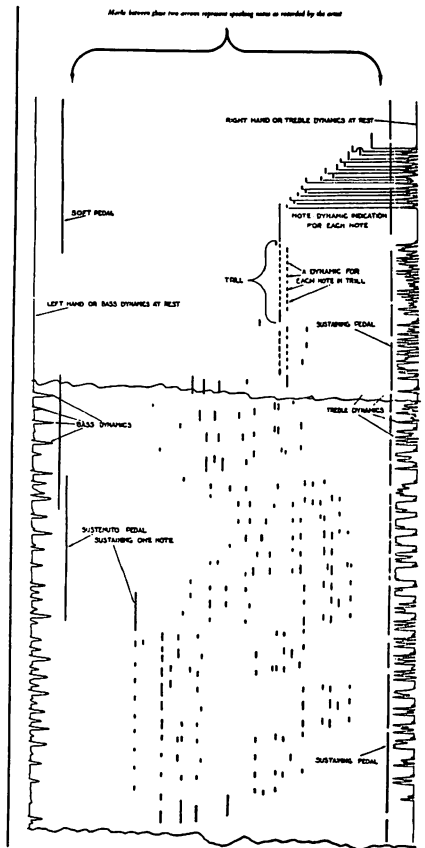 Marks between these two arrows represent speaking notes as recorded by the artist
RIGHT HAND OR TREBLE DYNAMICS AT REST
SOFT PEDAL
NOTE DYNAMIC INDICATION
FOR EACH NOTE
TRILL
A DYNAMIC FOR
EACH NOTE IN TRILL
LEFT HAND OR BASS DYNAMICS AT REST
SUSTAINING PEDAL
TREBLE DYNAMICS
BASS DYNAMICS
SOSTENUTO PEDAL
SUSTAINING ONE NOTE
SUSTAINING PEDAL